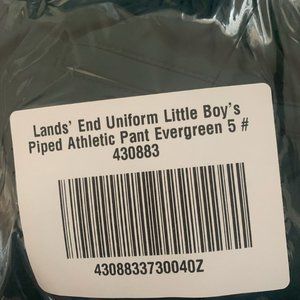 Lands' End Uniform Little Boy's
Piped Athletic Pant Evergreen 5 #
430883
4308833730040Z